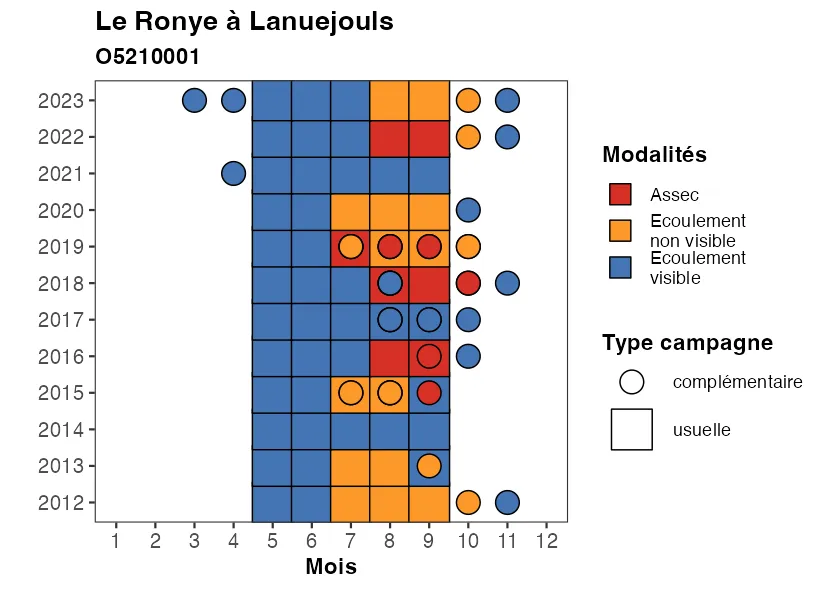 Le Ronye à Lanuejouls
O5210001
2023
2022
2021
2020
2019
2018
2017
2016
2015
2014
2013
2012
1 2 3 4 5 6 7 8 9 10 11 12
Mois
Modalités
Assec
Ecoulement
non visible
Ecoulement
visible
Type campagne
complémentaire
usuelle